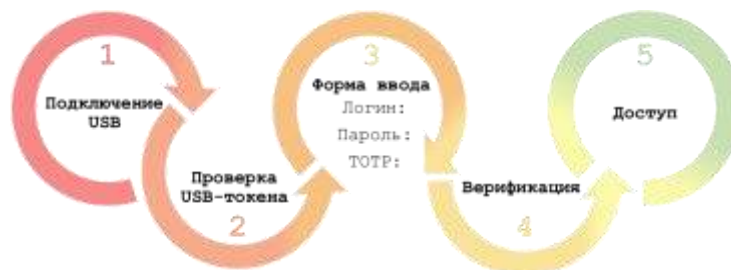 1
Подключение
USB
Проверка
USB-токена
2
3
Форма ввода
Логин:
Пароль:
TOTP:
Верификация
4
5
Доступ